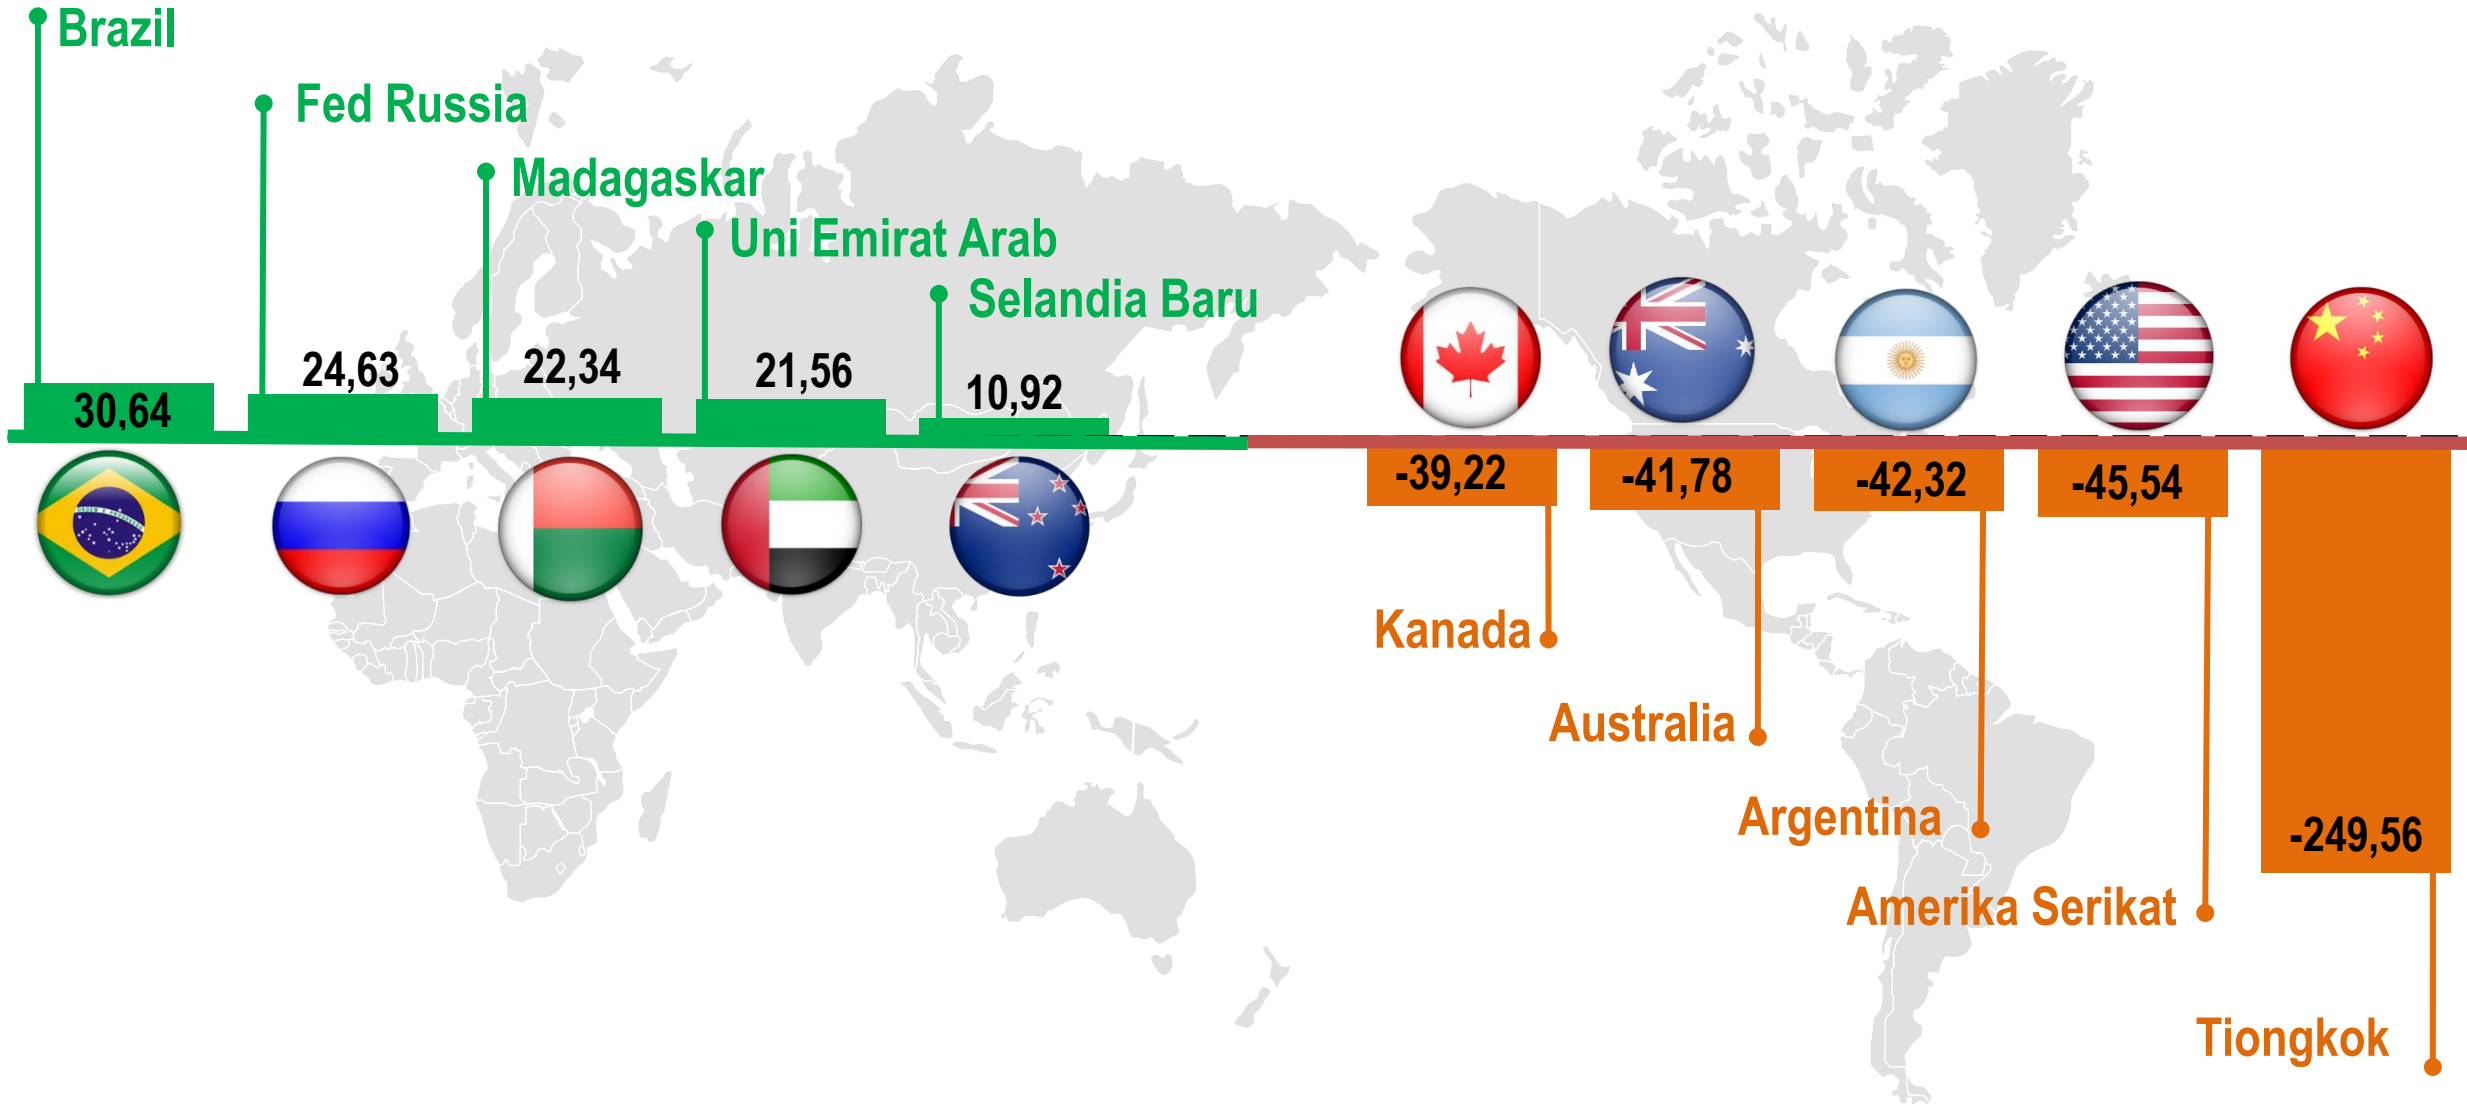 Brazil
Fed Russia
Madagaskar
Uni Emirat Arab
Selandia Baru
30,64
24,63
22,34
21,56
10,92
-39,22
-41,78
-42,32
-45,54
-249,56
Kanada
Australia
Argentina
Amerika Serikat
Tiongkok